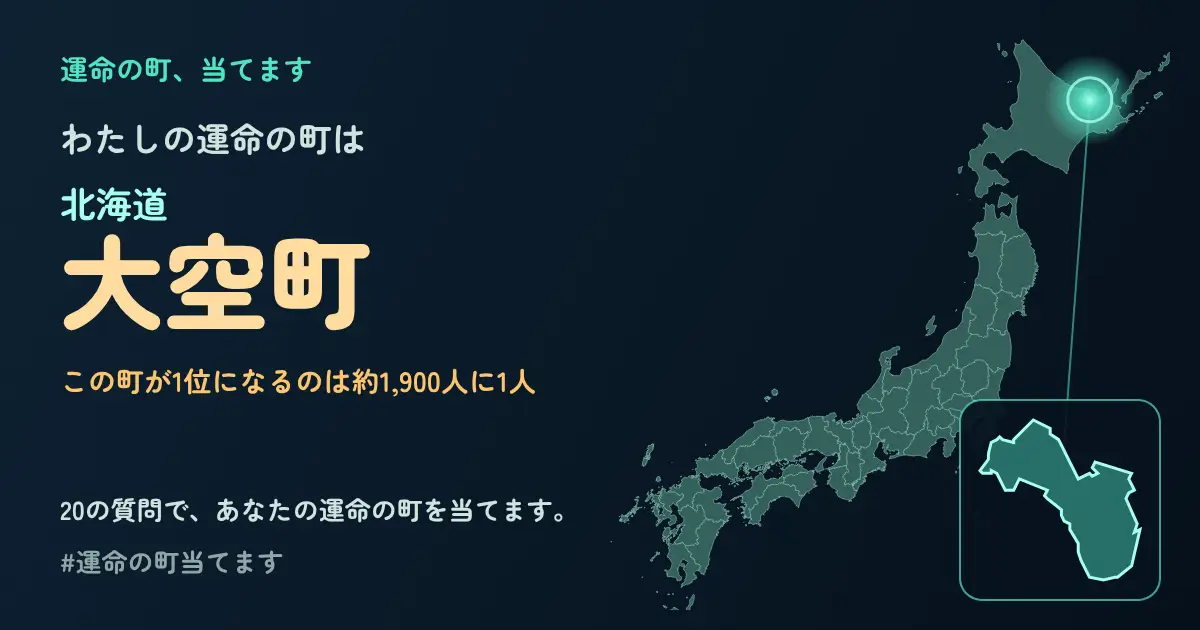 運命の町、当てます
わたしの運命の町は
北海道
大空町
この町が1位になるのは約1,900人に1人
20の質問で、あなたの運命の町を当てます。
#運命の町当てます